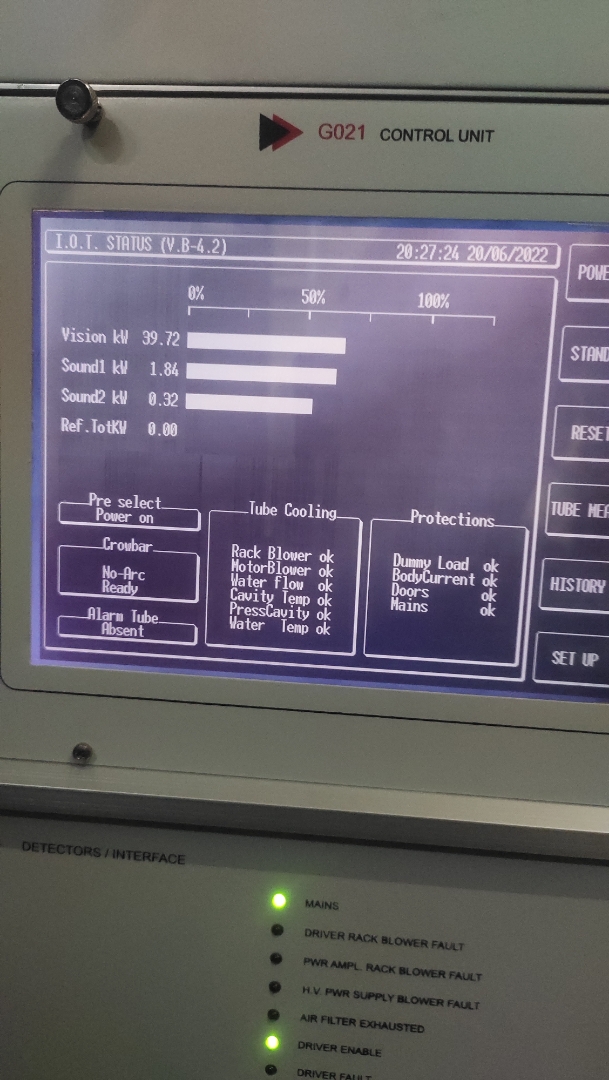 G021 CONTROL UNIT
I.O.T. STATUS (V.B-4.2) 20:27:24 20/06/2022
0% 50% 100%
Vision kW 39.72
Sound1 kW 1.84
Sound2 kW 0.32
Ref.TotKW 0.00
POWE
STAND
RESET
TUBE MEA
HISTORY
SET UP
Pre select
Power on
Crowbar
No-Arc
Ready
Alarm Tube
Absent
Tube Cooling
Rack Blower ok
MotorBlower ok
Water flow ok
Cavity Temp ok
PressCavity ok
Water Temp ok
Protections
Dummy Load ok
BodyCurrent ok
Doors ok
Mains ok
DETECTORS / INTERFACE
MAINS
DRIVER RACK BLOWER FAULT
PWR AMPL. RACK BLOWER FAULT
H.V. PWR SUPPLY BLOWER FAULT
AIR FILTER EXHAUSTED
DRIVER ENABLE
DRIVER FAULT